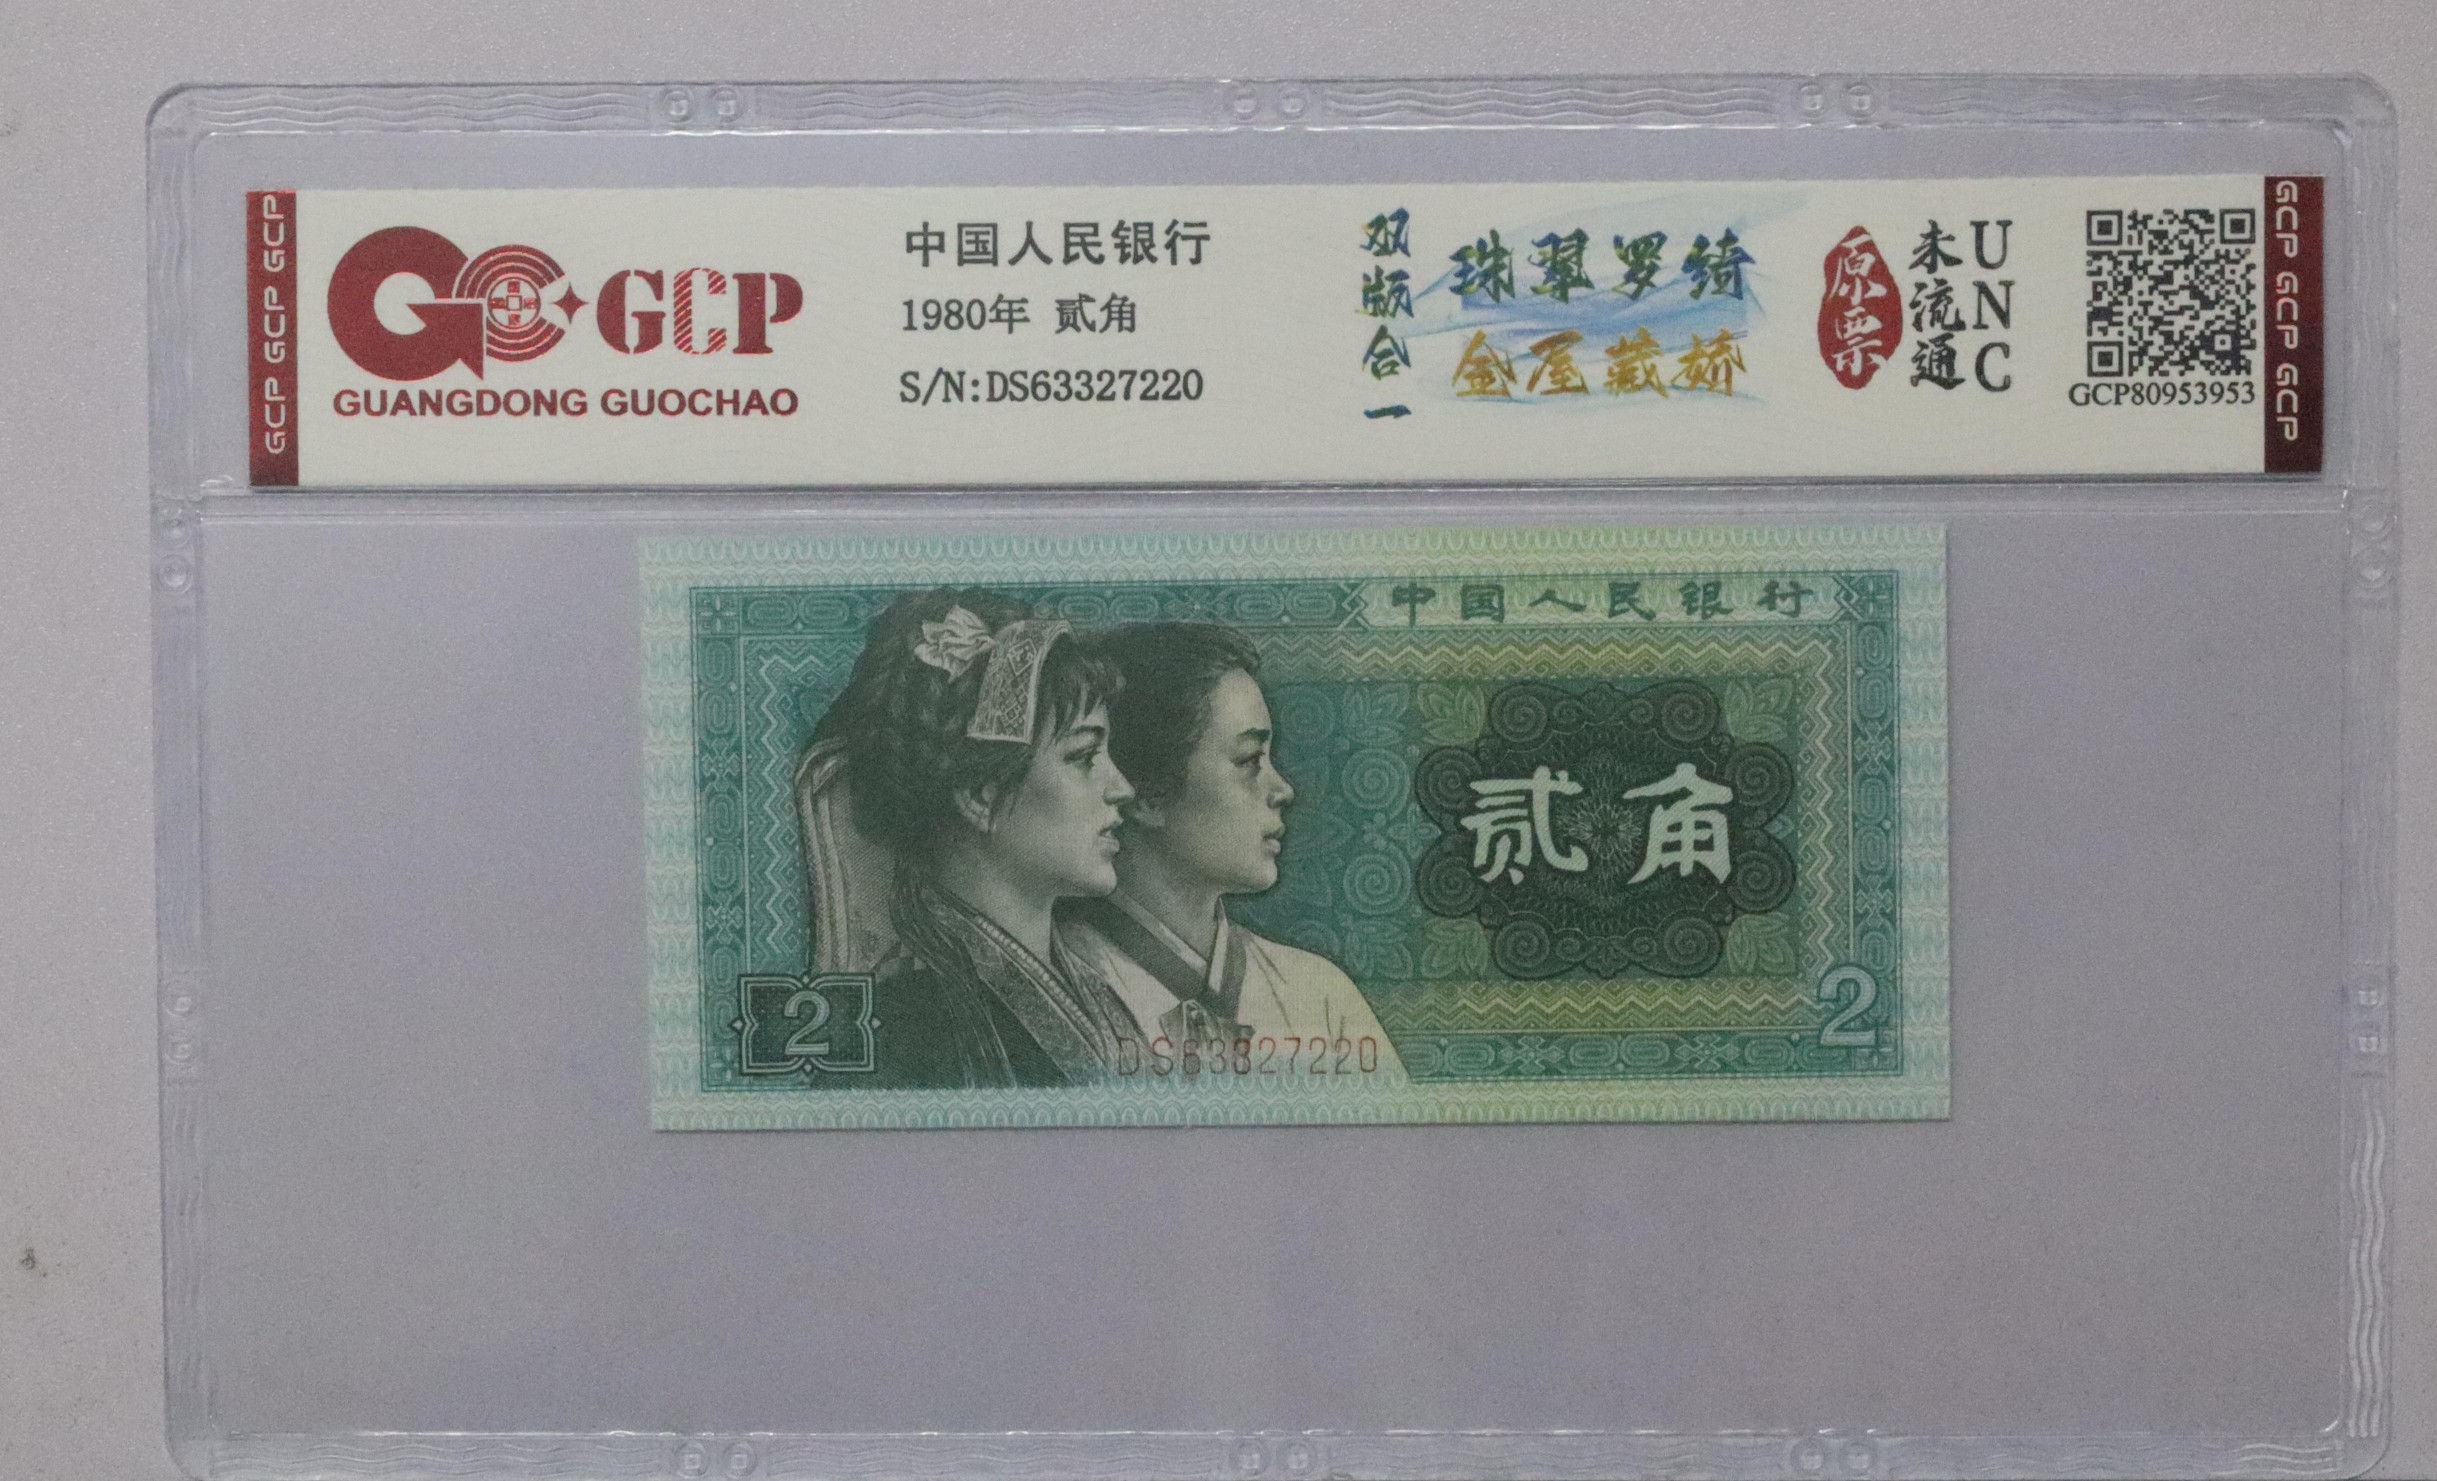 GCP GCP GCP
GCP
GUANGDONG GUOCHAO
中国人民银行
1980年 贰角
S/N:DS63327220
双版合一
珠翠罗绮
金屋藏娇
原票
未流通
UNC
GCP80953953
GCP GCP GCP
中国人民银行
贰角
2
DS63327220
2